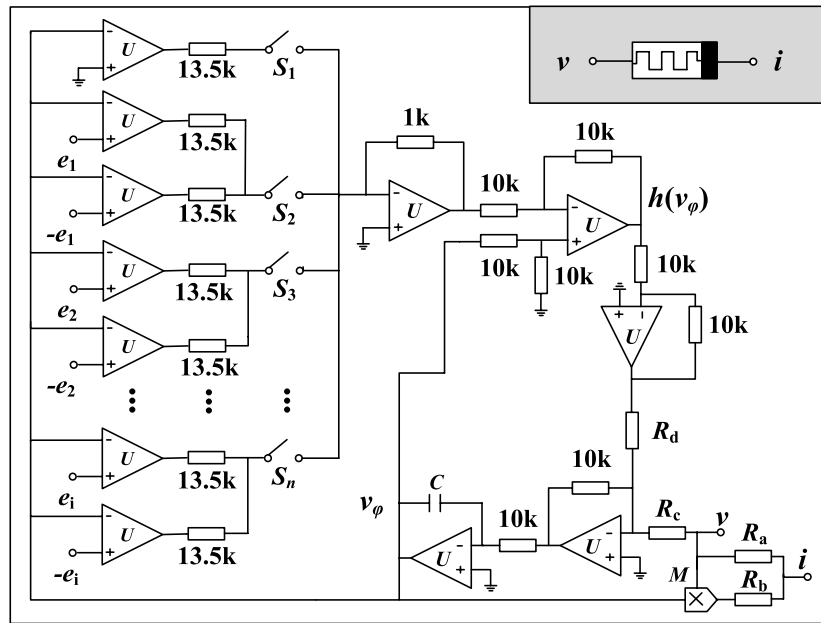 U
13.5k
S1
U
e1
13.5k
U
-e1
13.5k
S2
U
e2
13.5k
S3
U
-e2
13.5k
U
ei
13.5k
Sn
U
-ei
13.5k
v
i
1k
U
10k
10k
U
h(vφ)
10k
10k
10k
U
10k
Rd
vφ
C
U
10k
10k
U
Rc
v
Ra
M
Rb
i